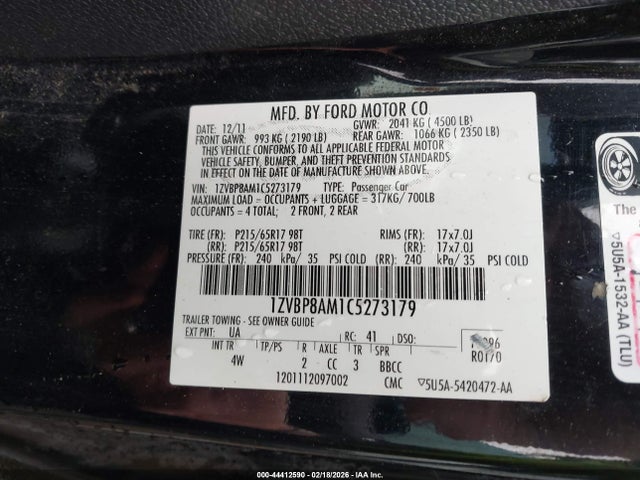 MFD. BY FORD MOTOR CO
DATE: 12/11 GVWR: 2041 KG ( 4500 LB)
FRONT GAWR: 993 KG ( 2190 LB) REAR GAWR: 1066 KG ( 2350 LB)
THIS VEHICLE CONFORMS TO ALL APPLICABLE FEDERAL MOTOR
VEHICLE SAFETY, BUMPER, AND THEFT PREVENTION STANDARDS
IN EFFECT ON THE DATE OF MANUFACTURE SHOWN ABOVE.
VIN: 1ZVBP8AM1C5273179 TYPE: Passenger Car
MAXIMUM LOAD = OCCUPANTS + LUGGAGE = 317KG/ 700LB
OCCUPANTS = 4 TOTAL; 2 FRONT, 2 REAR
TIRE (FR): P215/65R17 98T RIMS (FR): 17x7.0J
(RR): P215/65R17 98T (RR): 17x7.0J
PRESSURE (FR): 240 kPa/ 35 PSI COLD (RR): 240 kPa/ 35 PSI COLD
1ZVBP8AM1C5273179
TRAILER TOWING - SEE OWNER GUIDE
EXT PNT: UA RC: 41 DSO:
R0170
INT TR TP/PS R AXLE TR SPR
4W 2 CC 3 BBCC
1201112097002 CMC ▽5U5A-5420472-AA
▽5U5A-1532-AA (TLU)
000-44412590 - 02/18/2026 - IAA Inc.